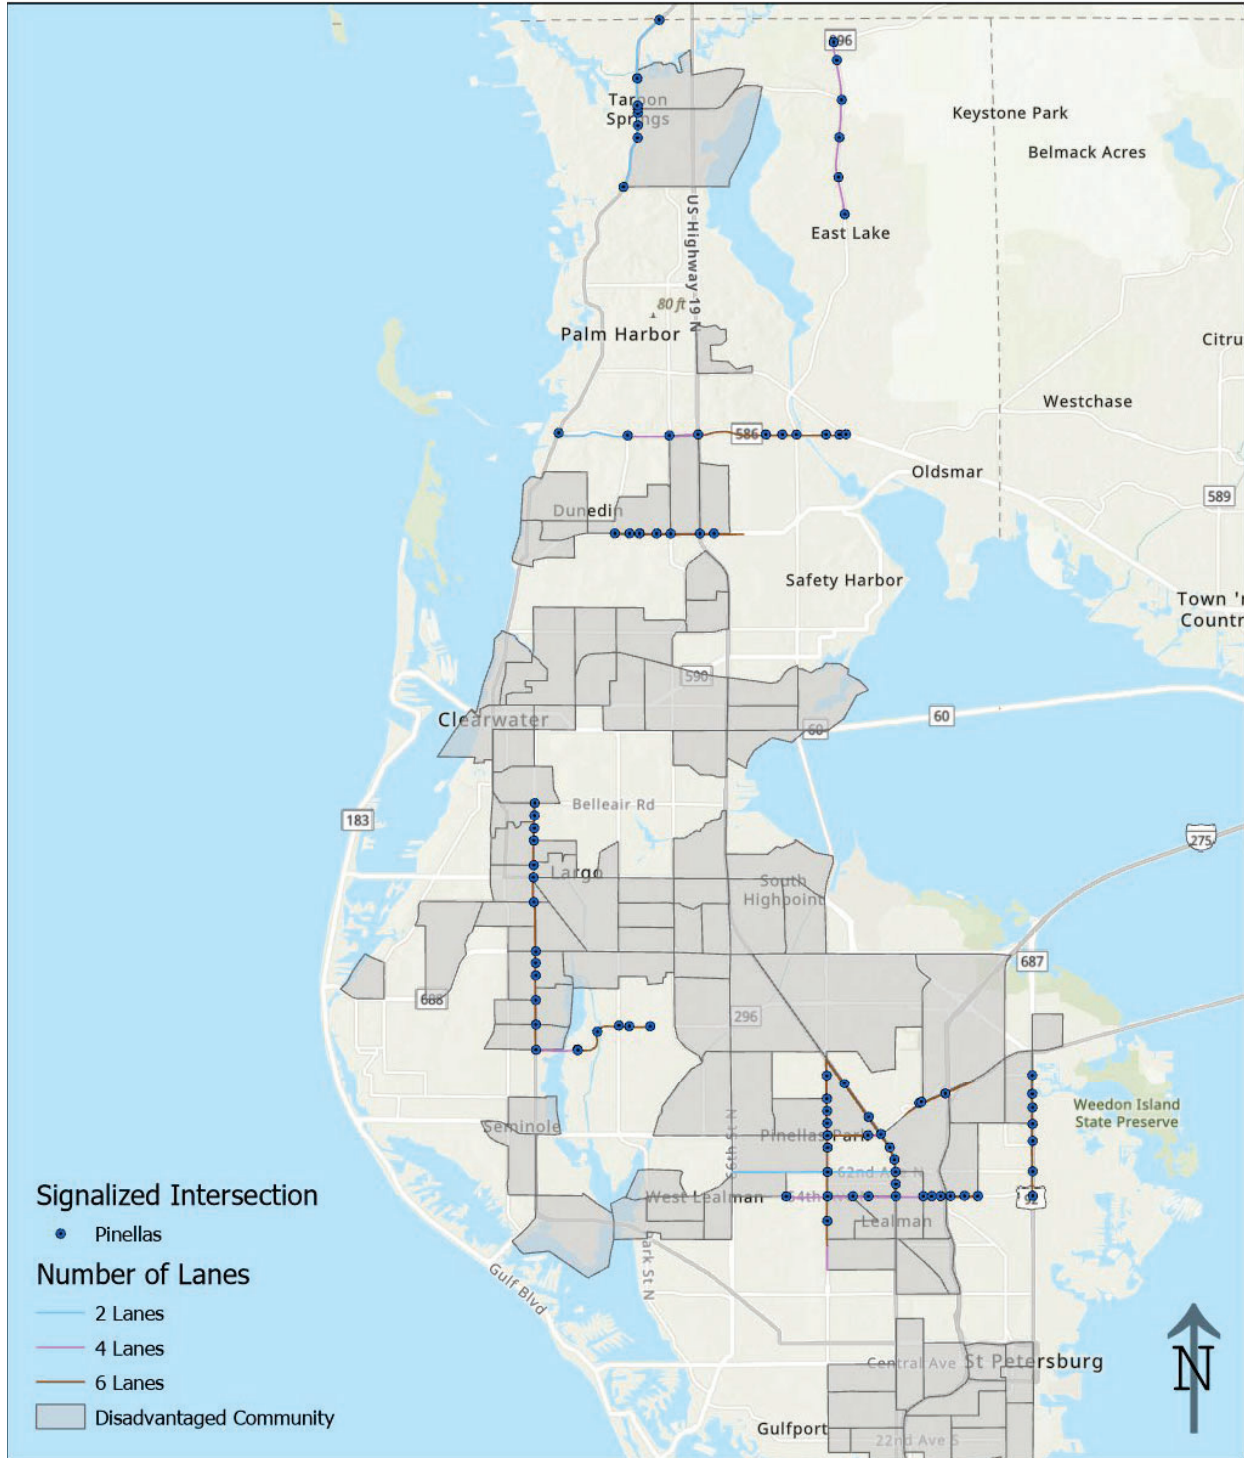 896
Tarpon
Springs
Keystone Park
Belmack Acres
US Highway 19 N
East Lake
80 ft
Palm Harbor
Citru
Westchase
586
Oldsmar
589
Dunedin
Safety Harbor
Town 'n
Countr
590
Clearwater
60
60
Belleair Rd
183
275
Largo
South
Highpoint
687
688
296
Weedon Island
State Preserve
Seminole
Pinellas Park
66th St N
62nd Ave N
West Lealman
54th
92
Lealman
Park St N
Gulf Blvd
Central Ave
St Petersburg
Gulfport
22nd Ave S
Signalized Intersection
Pinellas
Number of Lanes
2 Lanes
4 Lanes
6 Lanes
Disadvantaged Community
N